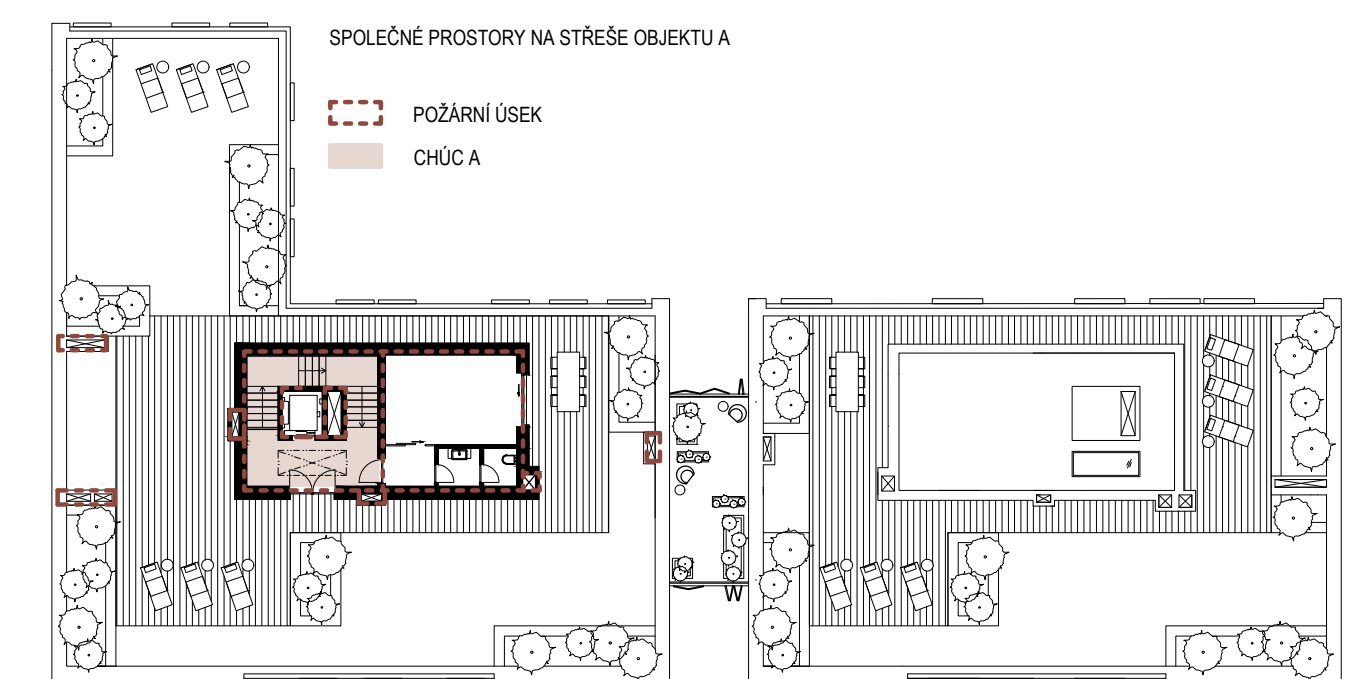 SPOLEČNÉ PROSTORY NA STŘEŠE OBJEKTU A
POŽÁRNÍ ÚSEK
CHÚC A